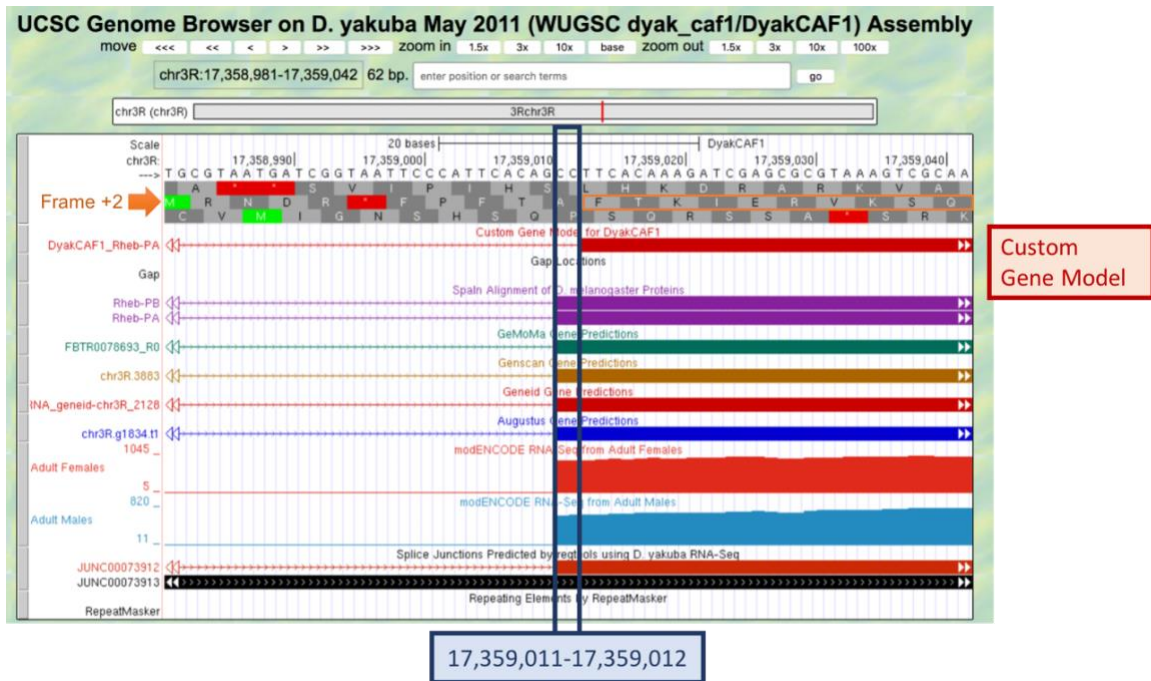 UCSC Genome Browser on D. yakuba May 2011 (WUGSC dyak_caf1/DyakCAF1) Assembly
move <<< << < > >> >>> zoom in 1.5x 3x 10x base zoom out 1.5x 3x 10x 100x
chr3R:17,358,981-17,359,042 62 bp. enter position or search terms go
chr3R (chr3R) 3Rchr3R
Scale 20 bases DyakCAF1
chr3R: 17,358,990 17,359,000 17,359,010 17,359,020 17,359,030 17,359,040
---> T G C G T A A T G A T C G G T A A T T C C C A T T C A C A G C C T T C A C A A A G A T C G A G C G C G T A A A G T C G C A A
A * * S V I P I H S L H K D R A R K V A
Frame +2 M R N D R * F P F T A F T K I E R V K S Q
C V M I G N S H S Q P S Q R S S A * S R K
Custom Gene Model for DyakCAF1
DyakCAF1_Rheb-PA
Gap Locations
Gap
Spaln Alignment of D. melanogaster Proteins
Rheb-PB
Rheb-PA
GeMoMa Gene Predictions
FBTR0078693_R0
Genscan Gene Predictions
chr3R.3883
Geneid Gene Predictions
RNA_geneid-chr3R_2128
Augustus Gene Predictions
chr3R.g1834.t1
modENCODE RNA-Seq from Adult Females
1045 _
Adult Females
5 _
modENCODE RNA-Seq from Adult Males
820 _
Adult Males
11 _
Splice Junctions Predicted by regtools using D. yakuba RNA-Seq
JUNC00073912
JUNC00073913
Repeating Elements by RepeatMasker
RepeatMasker
Custom
Gene Model
17,359,011-17,359,012